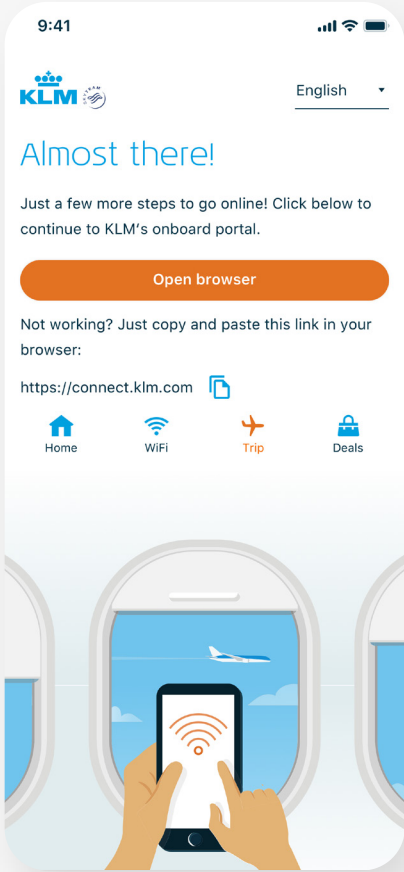 9:41
KLM
English
Almost there!
Just a few more steps to go online! Click below to
continue to KLM's onboard portal.
Open browser
Not working? Just copy and paste this link in your
browser:
https://connect.klm.com
Home WiFi Trip Deals